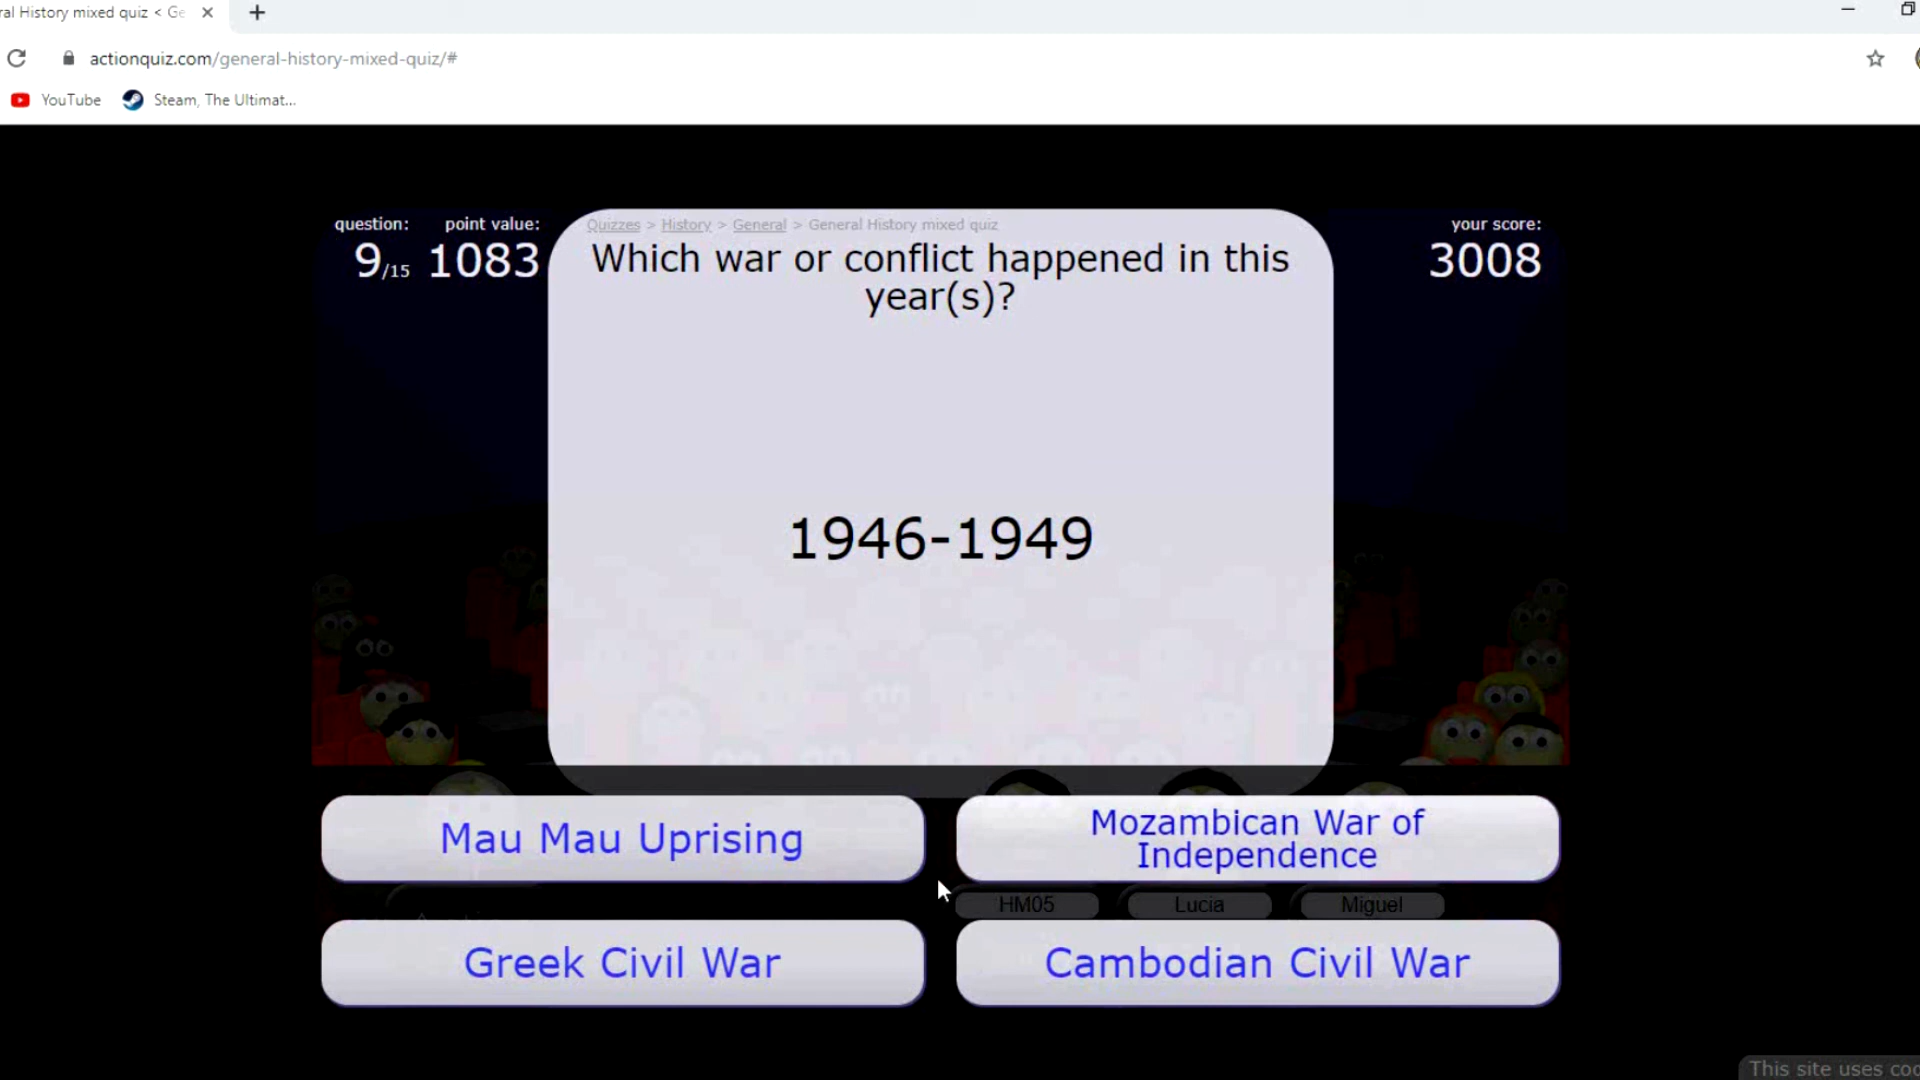 ral History mixed quiz < Ge
actionquiz.com/general-history-mixed-quiz/#
YouTube
Steam, The Ultimat...
question:
9/15
point value:
1083
Quizzes > History > General > General History mixed quiz
Which war or conflict happened in this
year(s)?
your score:
3008
1946-1949
Mau Mau Uprising
Mozambican War of
Independence
HM05
Lucia
Miguel
Greek Civil War
Cambodian Civil War
This site uses coo